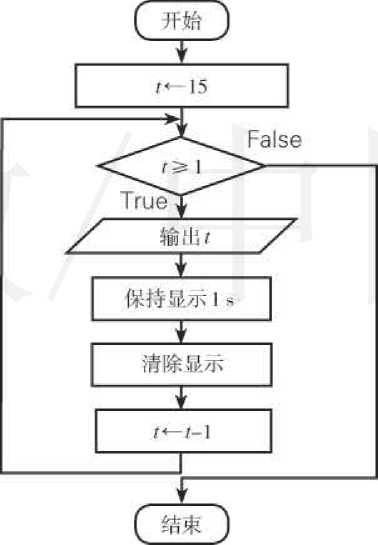 开始
t←15
False
t≥1
True
输出t
保持显示1 s
清除显示
t←t-1
结束